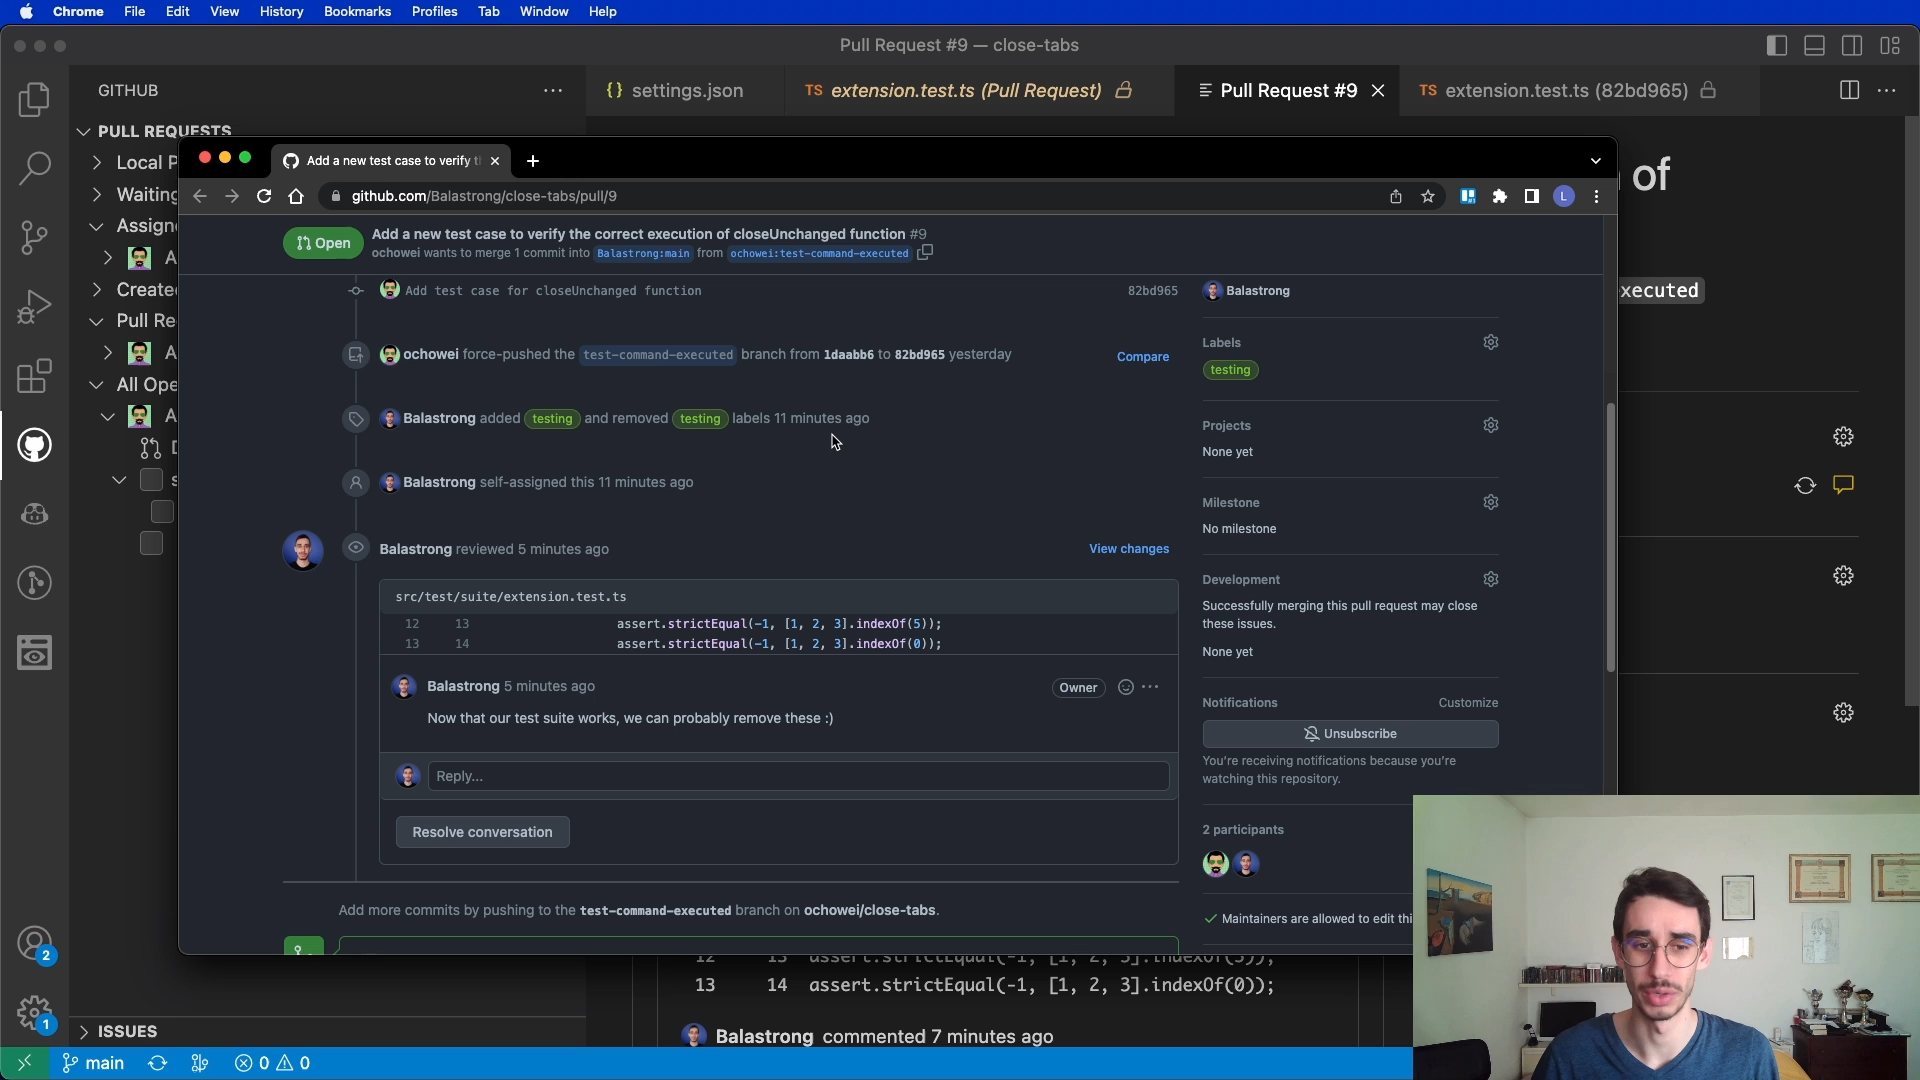 Chrome File Edit View History Bookmarks Profiles Tab Window Help
Pull Request #9 — close-tabs
GITHUB
{} settings.json
TS extension.test.ts (Pull Request)
Pull Request #9
TS extension.test.ts (82bd965)
PULL REQUESTS
Local P
Waiting
Assign
A
Create
Pull Re
A
All Ope
A
D
s
of
xecuted
Add a new test case to verify t
github.com/Balastrong/close-tabs/pull/9
L
Open
Add a new test case to verify the correct execution of closeUnchanged function #9
ochowei wants to merge 1 commit into Balastrong:main from ochowei:test-command-executed
Add test case for closeUnchanged function 82bd965
ochowei force-pushed the test-command-executed branch from 1daabb6 to 82bd965 yesterday
Compare
Balastrong added testing and removed testing labels 11 minutes ago
Balastrong self-assigned this 11 minutes ago
Balastrong reviewed 5 minutes ago
View changes
src/test/suite/extension.test.ts
12 13 assert.strictEqual(-1, [1, 2, 3].indexOf(5));
13 14 assert.strictEqual(-1, [1, 2, 3].indexOf(0));
Balastrong 5 minutes ago
Owner
Now that our test suite works, we can probably remove these :)
Reply...
Resolve conversation
Add more commits by pushing to the test-command-executed branch on ochowei/close-tabs.
Balastrong
Labels
testing
Projects
None yet
Milestone
No milestone
Development
Successfully merging this pull request may close
these issues.
None yet
Notifications
Customize
Unsubscribe
You're receiving notifications because you're
watching this repository.
2 participants
Maintainers are allowed to edit thi
12 13 assert.strictEqual(-1, [1, 2, 3].indexOf(5));
13 14 assert.strictEqual(-1, [1, 2, 3].indexOf(0));
Balastrong commented 7 minutes ago
2
1
ISSUES
main
0 0